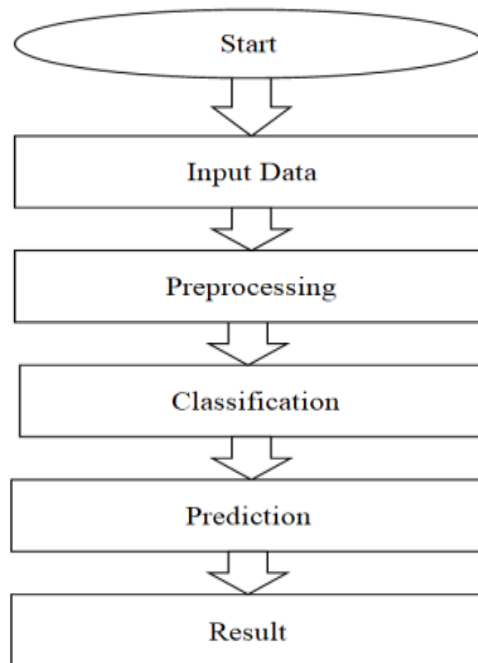 Start
Input Data
Preprocessing
Classification
Prediction
Result